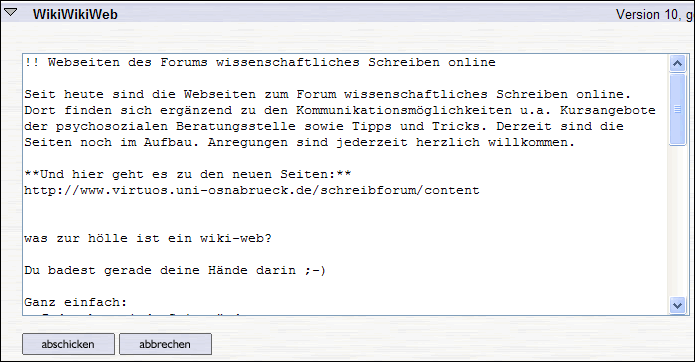 WikiWikiWeb
Version 10, g
!! Webseiten des Forums wissenschaftliches Schreiben online
Seit heute sind die Webseiten zum Forum wissenschaftliches Schreiben online.
Dort finden sich ergänzend zu den Kommunikationsmöglichkeiten u.a. Kursangebote
der psychosozialen Beratungsstelle sowie Tipps und Tricks. Derzeit sind die
Seiten noch im Aufbau. Anregungen sind jederzeit herzlich willkommen.
**Und hier geht es zu den neuen Seiten:**
http://www.virtuos.uni-osnabrueck.de/schreibforum/content
was zur hölle ist ein wiki-web?
Du badest gerade deine Hände darin ;-)
Ganz einfach:
abschicken
abbrechen